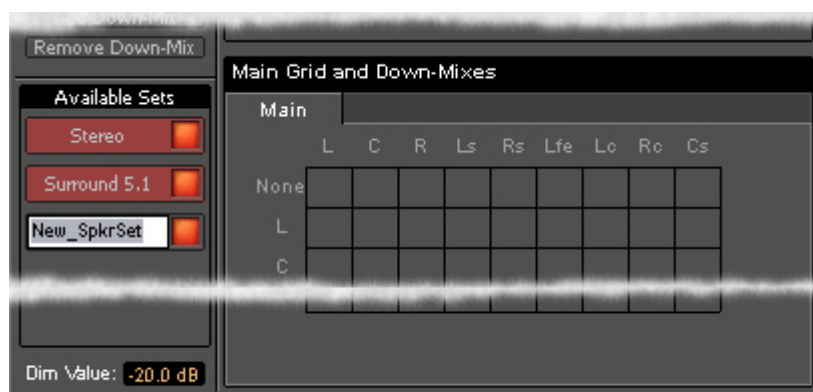 Remove Down-Mix
Available Sets
Stereo
Surround 5.1
New_SpkrSet
Dim Value: -20.0 dB
Main Grid and Down-Mixes
Main
L C R Ls Rs Lfe Lc Rc Cs
None
L
C